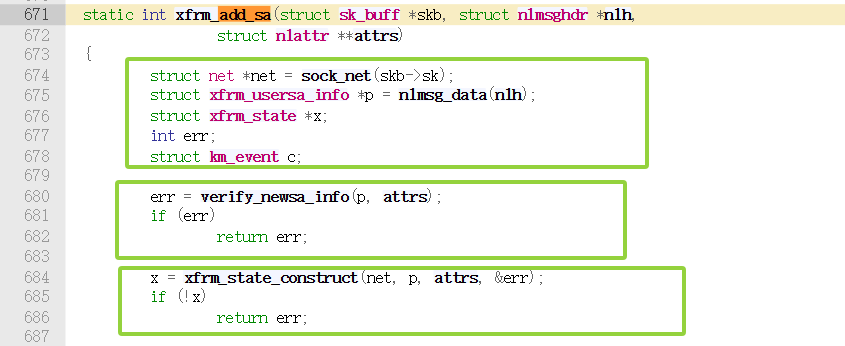 671 static int xfrm_add_sa(struct sk_buff *skb, struct nlmsghdr *nlh,
672 struct nlattr **attrs)
673 {
674 struct net *net = sock_net(skb->sk);
675 struct xfrm_usersa_info *p = nlmsg_data(nlh);
676 struct xfrm_state *x;
677 int err;
678 struct km_event c;
679
680 err = verify_newsa_info(p, attrs);
681 if (err)
682 return err;
683
684 x = xfrm_state_construct(net, p, attrs, &err);
685 if (!x)
686 return err;
687